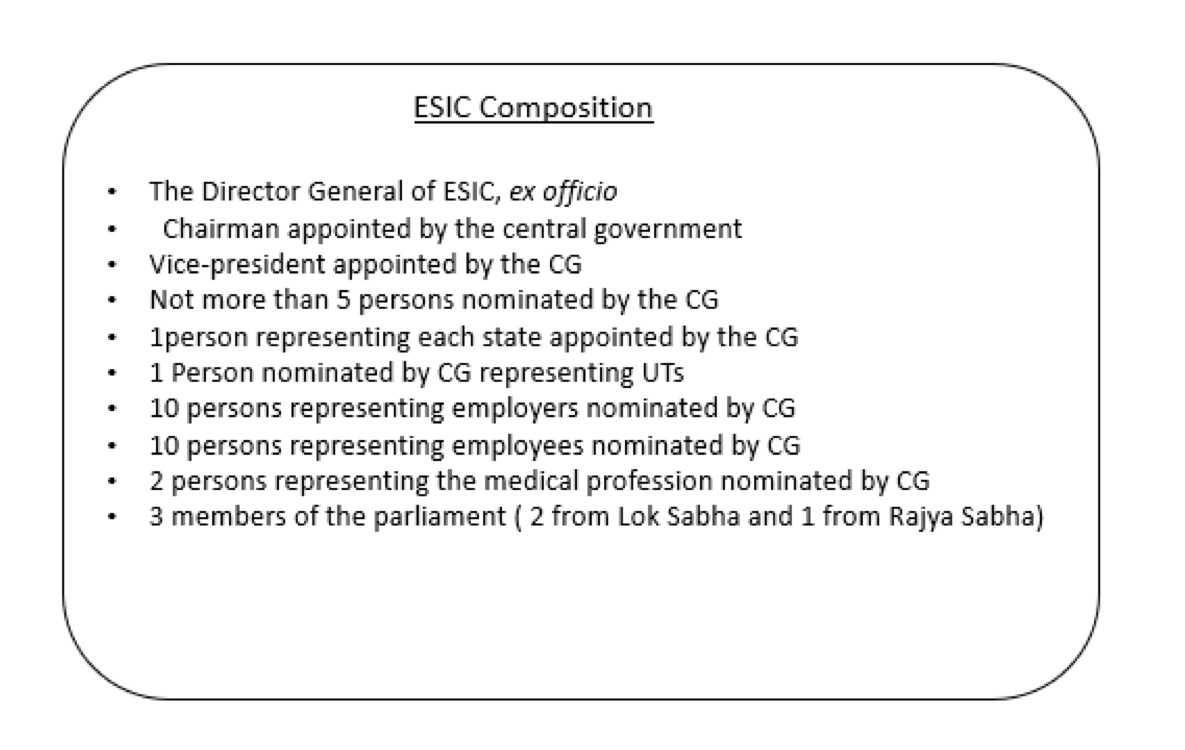 ESIC Composition
• The Director General of ESIC, ex officio
• Chairman appointed by the central government
• Vice-president appointed by the CG
• Not more than 5 persons nominated by the CG
• 1person representing each state appointed by the CG
• 1 Person nominated by CG representing UTs
• 10 persons representing employers nominated by CG
• 10 persons representing employees nominated by CG
• 2 persons representing the medical profession nominated by CG
• 3 members of the parliament ( 2 from Lok Sabha and 1 from Rajya Sabha)